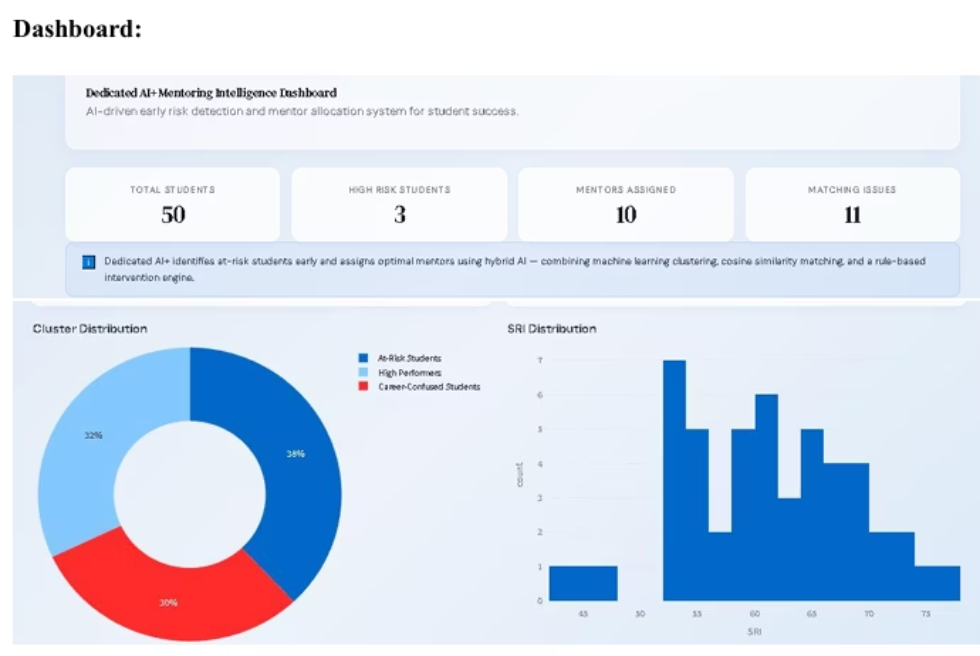 Dashboard:
Dedicated AI+ Mentoring Intelligence Dashboard
AI-driven early risk detection and mentor allocation system for student success.
TOTAL STUDENTS
50
HIGH RISK STUDENTS
3
MENTORS ASSIGNED
10
MATCHING ISSUES
11
i
Dedicated AI+ identifies at-risk students early and assigns optimal mentors using hybrid AI — combining machine learning clustering, cosine similarity matching, and a rule-based
intervention engine.
Cluster Distribution
At-Risk Students
High Performers
Career-Confused Students
32%
38%
30%
SRI Distribution
7
6
5
4
3
2
1
0
count
45
50
55
60
65
70
75
SRI